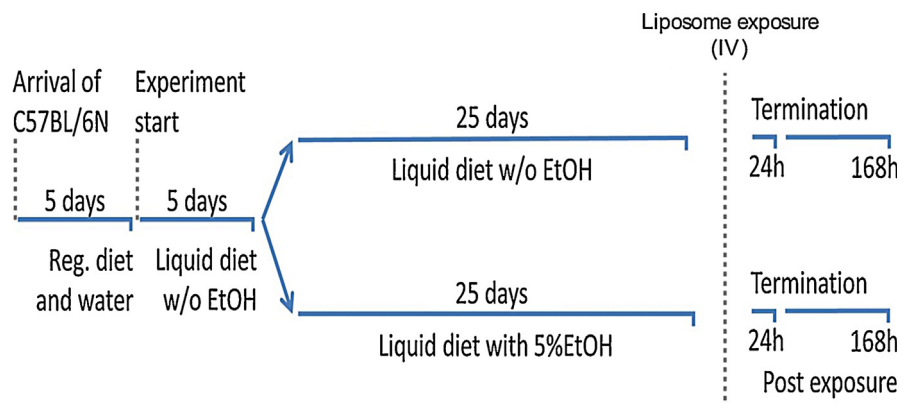 Liposome exposure
(IV)
Arrival of
C57BL/6N
Experiment
start
25 days
Liquid diet w/o EtOH
Termination
24h
168h
5 days
Reg. diet
and water
5 days
Liquid diet
w/o EtOH
25 days
Liquid diet with 5%EtOH
Termination
24h
168h
Post exposure